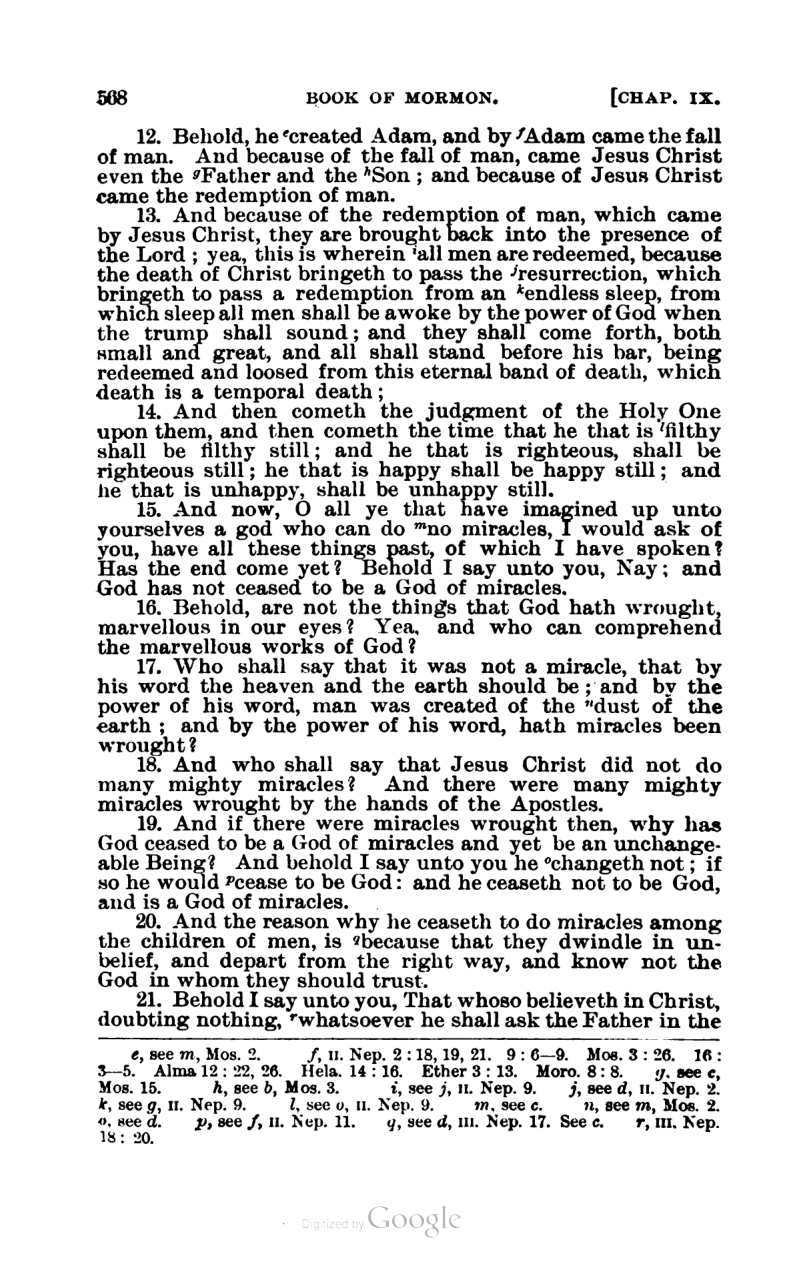 568 BOOK OF MORMON. [CHAP. IX.
12. Behold, he ᵉcreated Adam, and by ᶠAdam came the fall
of man. And because of the fall of man, came Jesus Christ
even the ᵍFather and the ʰSon ; and because of Jesus Christ
came the redemption of man.
13. And because of the redemption of man, which came
by Jesus Christ, they are brought back into the presence of
the Lord ; yea, this is wherein ⁱall men are redeemed, because
the death of Christ bringeth to pass the ʲresurrection, which
bringeth to pass a redemption from an ᵏendless sleep, from
which sleep all men shall be awoke by the power of God when
the trump shall sound ; and they shall come forth, both
small and great, and all shall stand before his bar, being
redeemed and loosed from this eternal band of death, which
death is a temporal death ;
14. And then cometh the judgment of the Holy One
upon them, and then cometh the time that he that is ˡfilthy
shall be filthy still ; and he that is righteous, shall be
righteous still ; he that is happy shall be happy still ; and
he that is unhappy, shall be unhappy still.
15. And now, O all ye that have imagined up unto
yourselves a god who can do ᵐno miracles, I would ask of
you, have all these things past, of which I have spoken?
Has the end come yet? Behold I say unto you, Nay ; and
God has not ceased to be a God of miracles.
16. Behold, are not the things that God hath wrought,
marvellous in our eyes? Yea, and who can comprehend
the marvellous works of God?
17. Who shall say that it was not a miracle, that by
his word the heaven and the earth should be ; and by the
power of his word, man was created of the ⁿdust of the
earth ; and by the power of his word, hath miracles been
wrought?
18. And who shall say that Jesus Christ did not do
many mighty miracles? And there were many mighty
miracles wrought by the hands of the Apostles.
19. And if there were miracles wrought then, why has
God ceased to be a God of miracles and yet be an unchange-
able Being? And behold I say unto you he ᵒchangeth not ; if
so he would ᵖcease to be God : and he ceaseth not to be God,
and is a God of miracles.
20. And the reason why he ceaseth to do miracles among
the children of men, is 𐞥because that they dwindle in un-
belief, and depart from the right way, and know not the
God in whom they should trust.
21. Behold I say unto you, That whoso believeth in Christ,
doubting nothing, ʳwhatsoever he shall ask the Father in the
e, see m, Mos. 2. f, II. Nep. 2 : 18, 19, 21. 9 : 6—9. Mos. 3 : 26. 16 :
3—5. Alma 12 : 22, 26. Hela. 14 : 16. Ether 3 : 13. Moro. 8 : 8. g. see c,
Mos. 15. h, see b, Mos. 3. i, see j, II. Nep. 9. j, see d, II. Nep. 2.
k, see g, II. Nep. 9. l, see o, II. Nep. 9. m, see c. n, see m, Mos. 2.
o, see d. p, see f, II. Nep. 11. q, see d, III. Nep. 17. See c. r, III. Nep.
18 : 20.
Digitized by Google